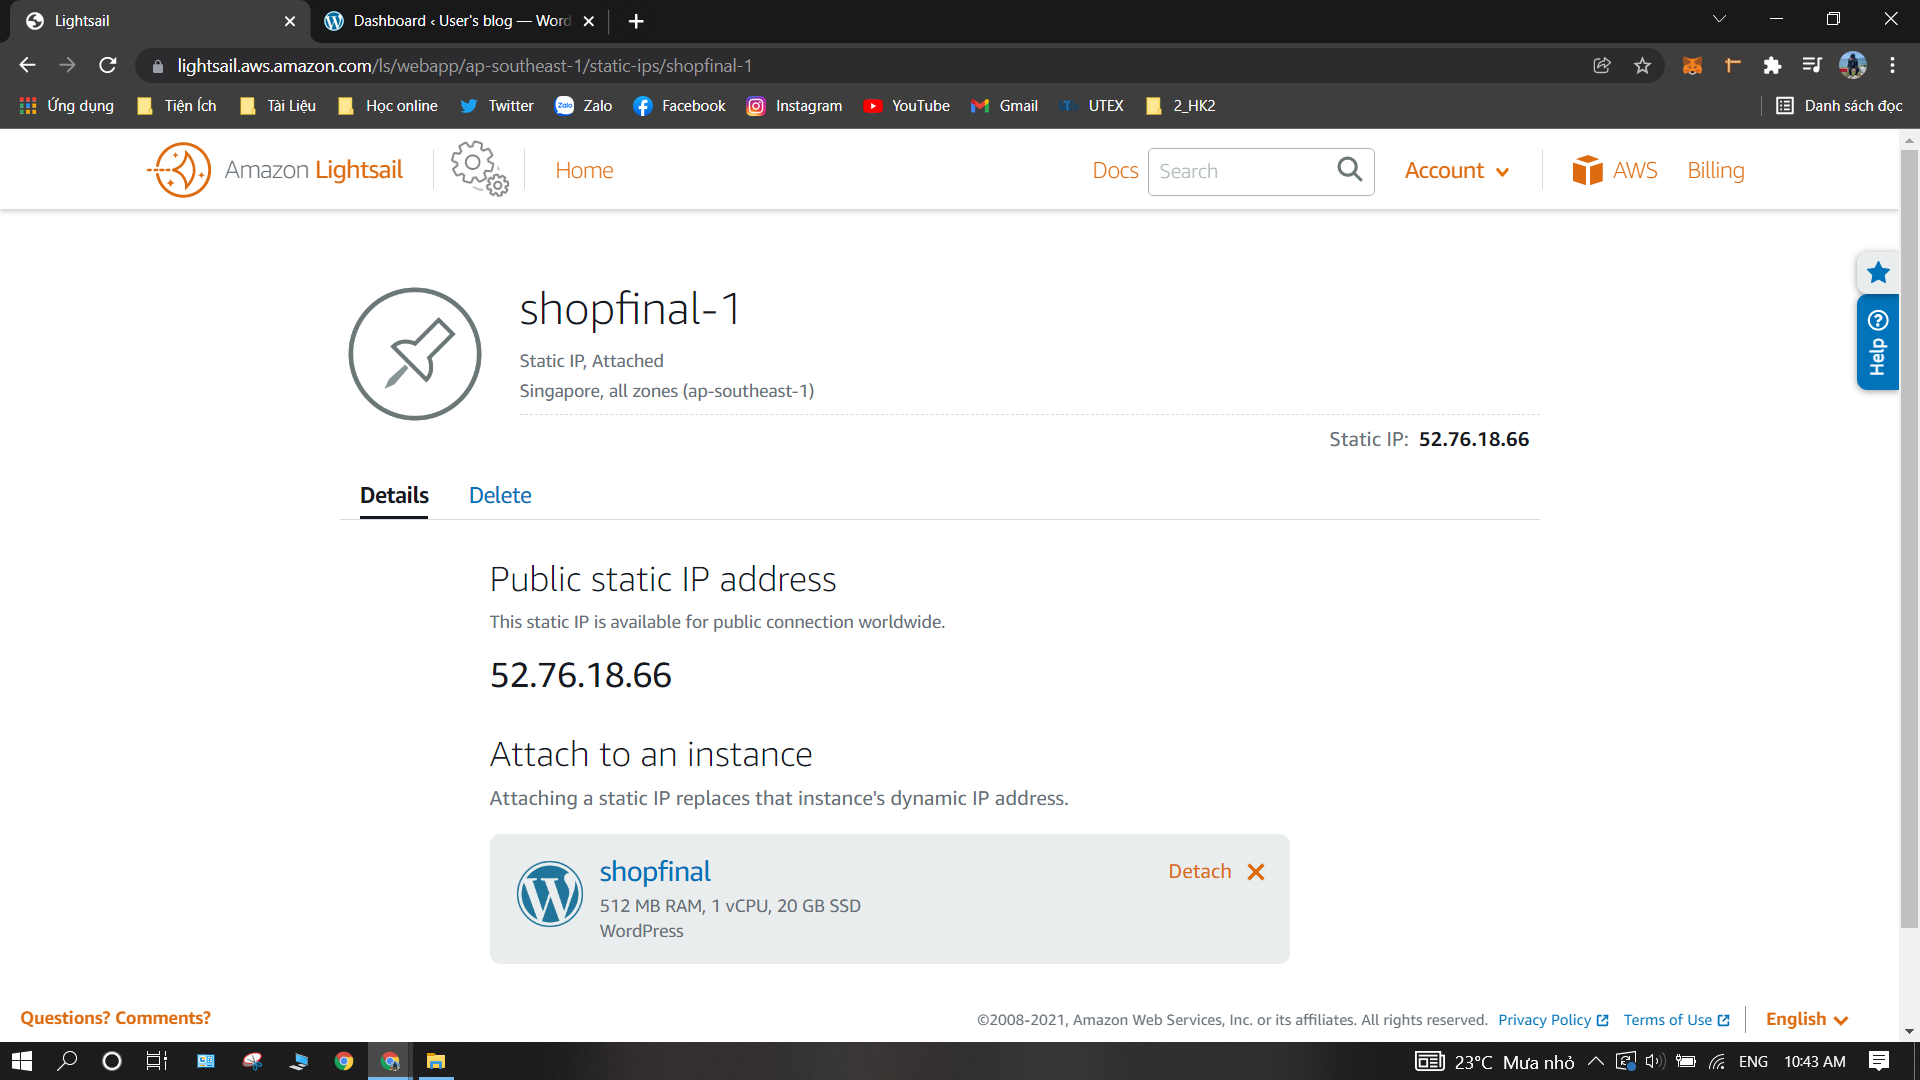 Lightsail
Dashboard ‹ User's blog — Word
lightsail.aws.amazon.com/ls/webapp/ap-southeast-1/static-ips/shopfinal-1
Ứng dụng
Tiện Ích
Tài Liệu
Học online
Twitter
Zalo
Facebook
Instagram
YouTube
Gmail
UTEX
2_HK2
Danh sách đọc
Amazon Lightsail
Home
Docs
Search
Account
AWS
Billing
shopfinal-1
Static IP, Attached
Singapore, all zones (ap-southeast-1)
Static IP: 52.76.18.66
Help
Details
Delete
Public static IP address
This static IP is available for public connection worldwide.
52.76.18.66
Attach to an instance
Attaching a static IP replaces that instance's dynamic IP address.
shopfinal
Detach
512 MB RAM, 1 vCPU, 20 GB SSD
WordPress
Questions? Comments?
©2008-2021, Amazon Web Services, Inc. or its affiliates. All rights reserved.
Privacy Policy
Terms of Use
English
23°C Mưa nhỏ
ENG
10:43 AM